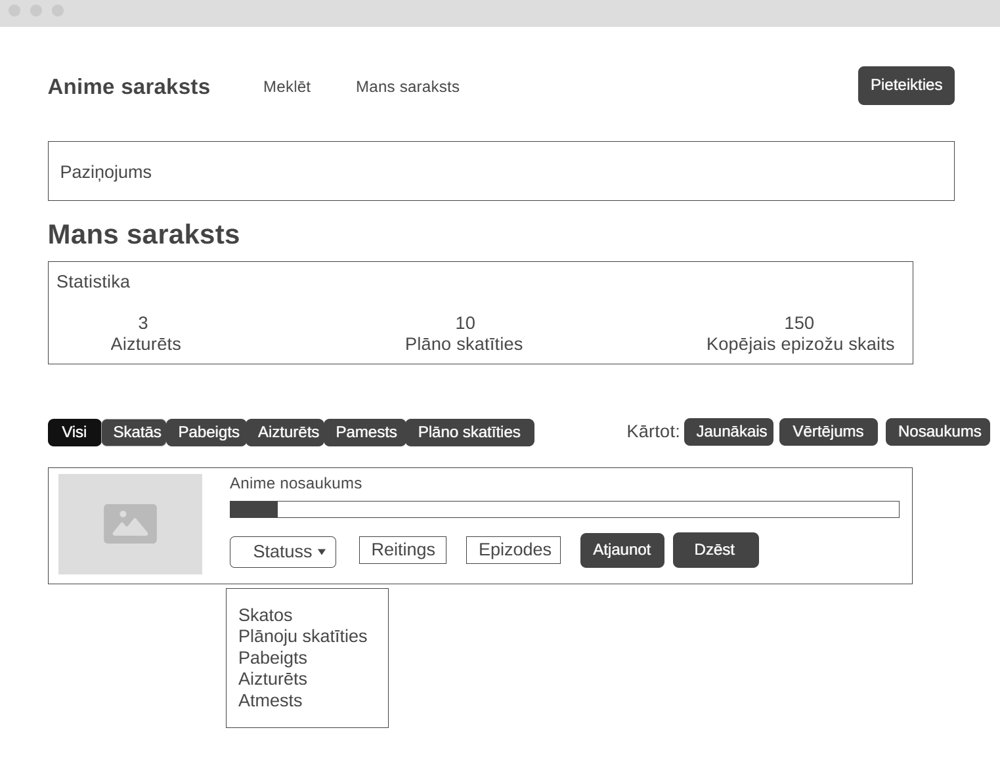 Anime saraksts Meklēt Mans saraksts Pieteikties
Paziņojums
Mans saraksts
Statistika
3 10 150
Aizturēts Plāno skatīties Kopējais epizožu skaits
Visi Skatās Pabeigts Aizturēts Pamests Plāno skatīties Kārtot: Jaunākais Vērtējums Nosaukums
Anime nosaukums
Statuss Reitings Epizodes Atjaunot Dzēst
Skatos
Plānoju skatīties
Pabeigts
Aizturēts
Atmests